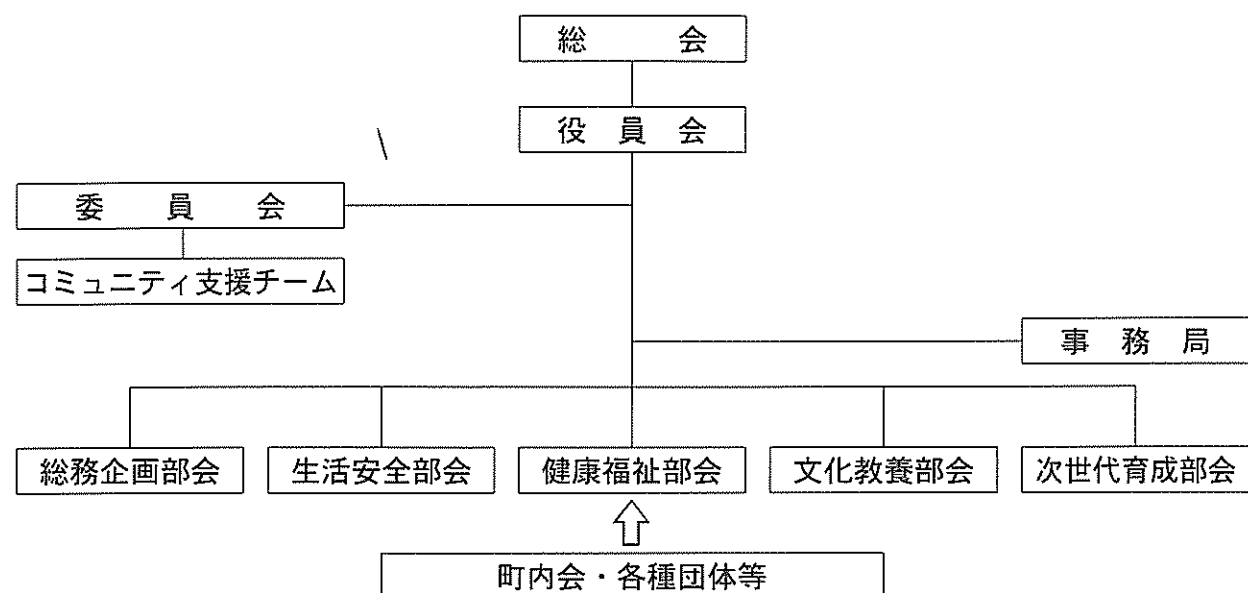 総会
役員会
委員会
コミュニティ支援チーム
事務局
総務企画部会
生活安全部会
健康福祉部会
文化教養部会
次世代育成部会
町内会・各種団体等